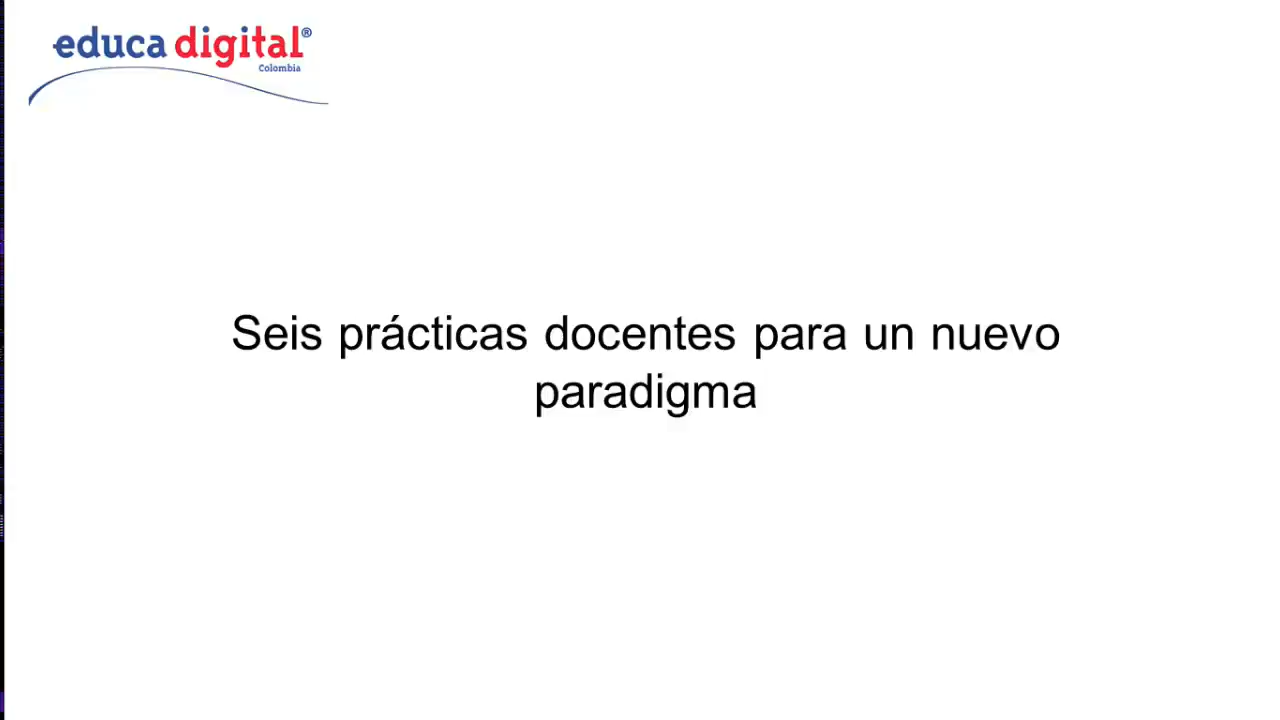 educa digital®
Colombia
Seis prácticas docentes para un nuevo
paradigma